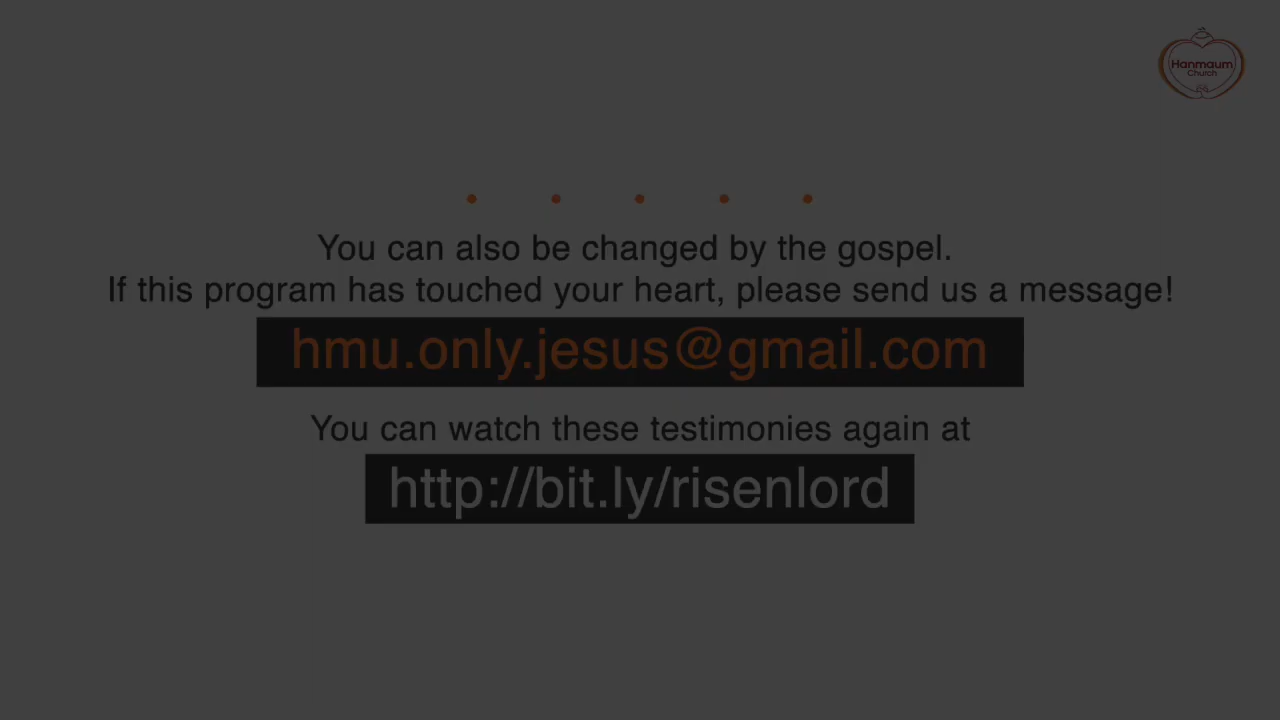 Hanmaum
Church
You can also be changed by the gospel.
If this program has touched your heart, please send us a message!
hmu.only.jesus@gmail.com
You can watch these testimonies again at
http://bit.ly/risenlord